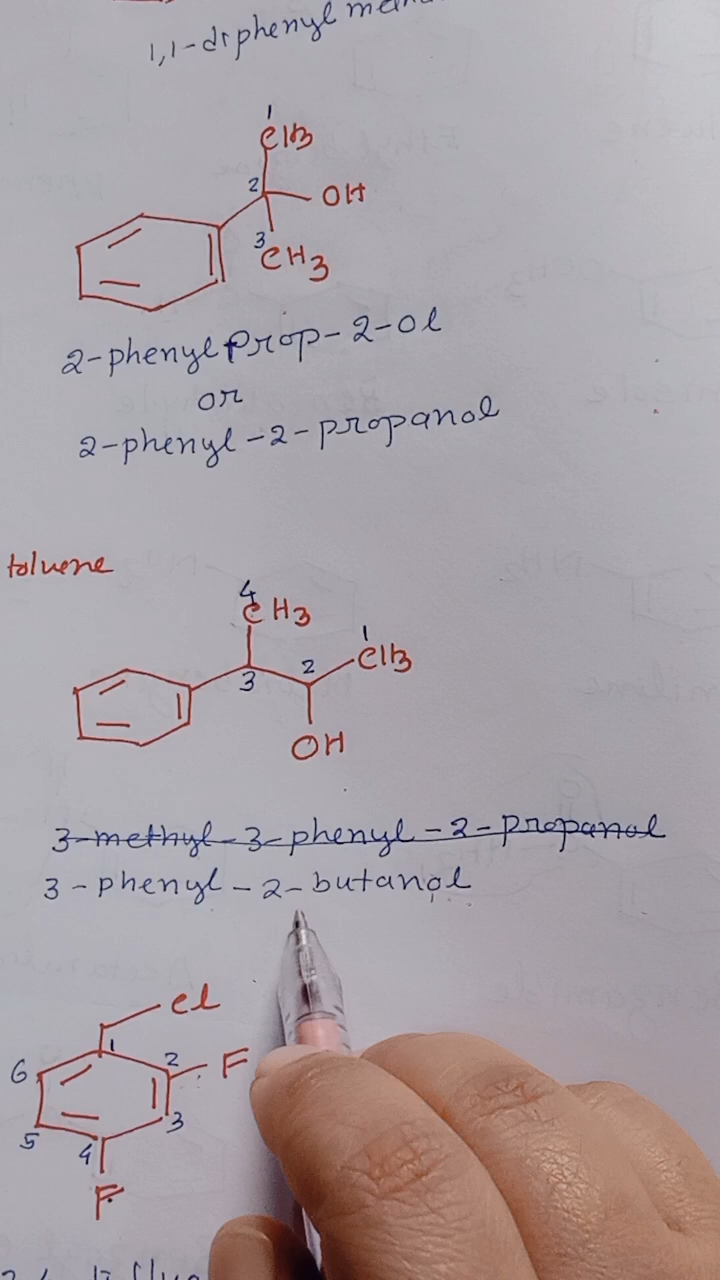 1,1-diphenyl
1
CH3
2
OH
3
CH3
2-phenylprop-2-ol
or
2-phenyl-2-propanol
toluene
4
CH3
1
CH3
2
3
OH
3-methyl-3-phenyl-2-propanol
3-phenyl-2-butanol
Cl
1
2
F
6
3
5
4
F